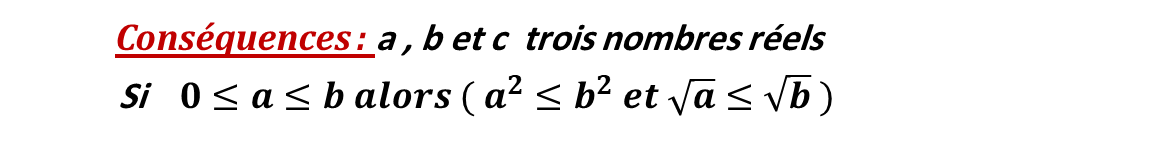 Conséquences : a , b et c trois nombres réels
Si 0 ≤ a ≤ b alors ( a² ≤ b² et √a ≤ √b )